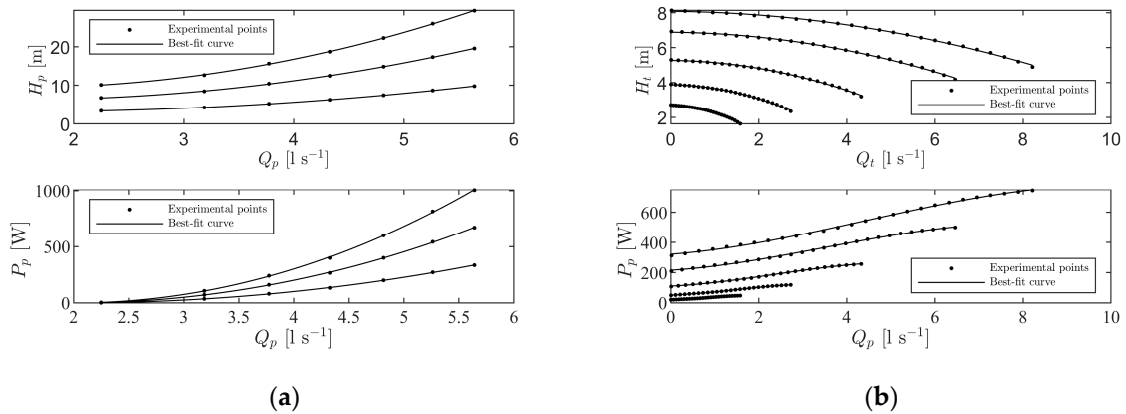 H_p [m]
20
10
0
2
3
4
5
6
Q_p [l s⁻¹]
Experimental points
Best-fit curve
P_p [W]
1000
500
0
2
2.5
3
3.5
4
4.5
5
5.5
6
Q_p [l s⁻¹]
Experimental points
Best-fit curve
(a)
H_t [m]
8
6
4
2
0
2
4
6
8
10
Q_t [l s⁻¹]
Experimental points
Best-fit curve
P_p [W]
600
400
200
0
0
2
4
6
8
10
Q_p [l s⁻¹]
Experimental points
Best-fit curve
(b)